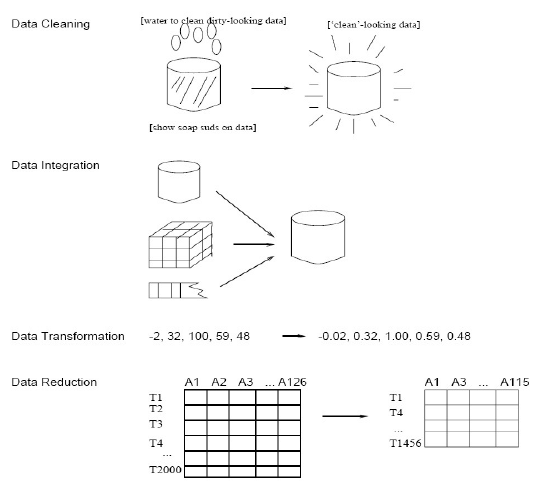 Data Cleaning
[water to clean dirty-looking data]
['clean'-looking data]
[show soap suds on data]
Data Integration
Data Transformation
-2, 32, 100, 59, 48
-0.02, 0.32, 1.00, 0.59, 0.48
Data Reduction
A1 A2 A3 ... A126
T1
T2
T3
T4
...
T2000
A1 A3 ... A115
T1
T4
...
T1456